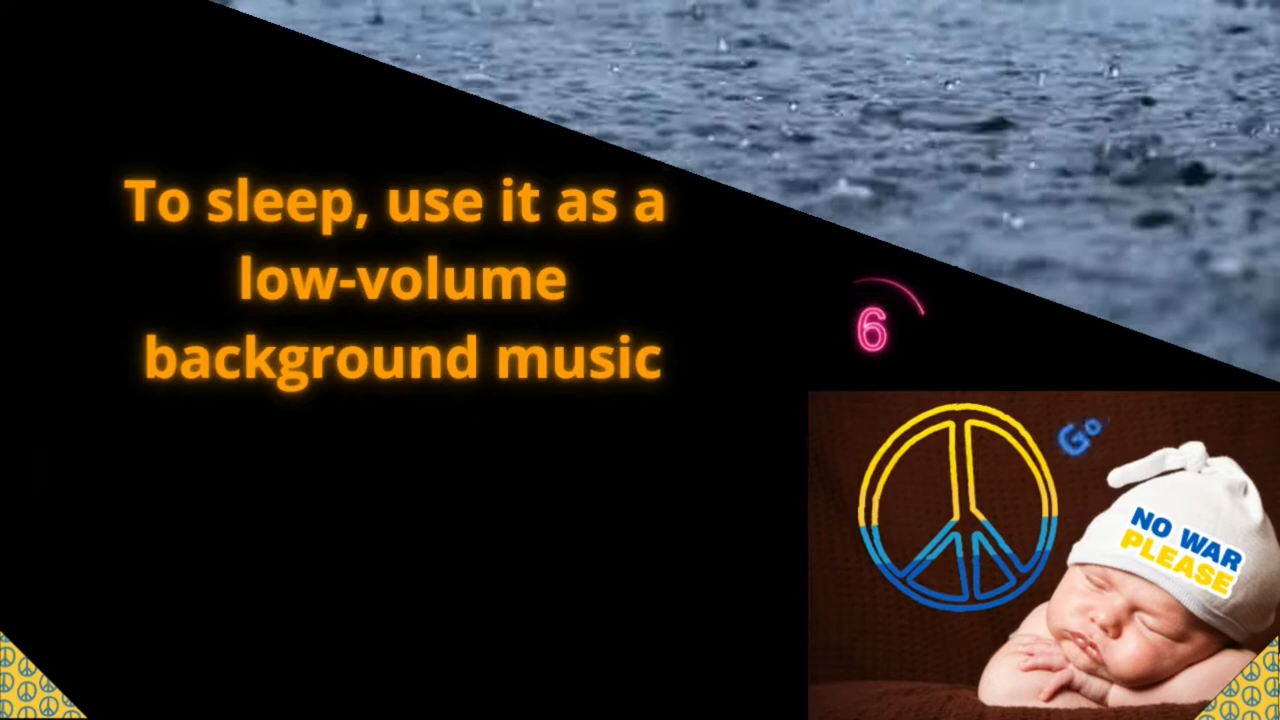 To sleep, use it as a
low-volume
background music
6
Go
NO WAR
PLEASE